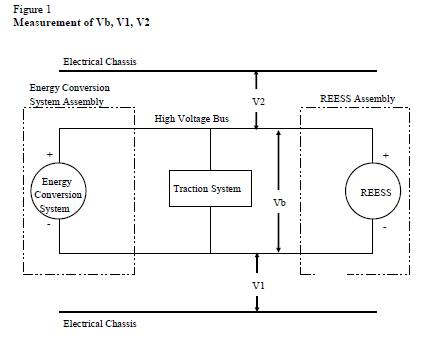 Figure 1
Measurement of Vb, V1, V2
Electrical Chassis
Energy Conversion
System Assembly
V2
REESS Assembly
High Voltage Bus
+
+
Energy
Conversion
System
Traction System
Vb
REESS
-
-
V1
Electrical Chassis